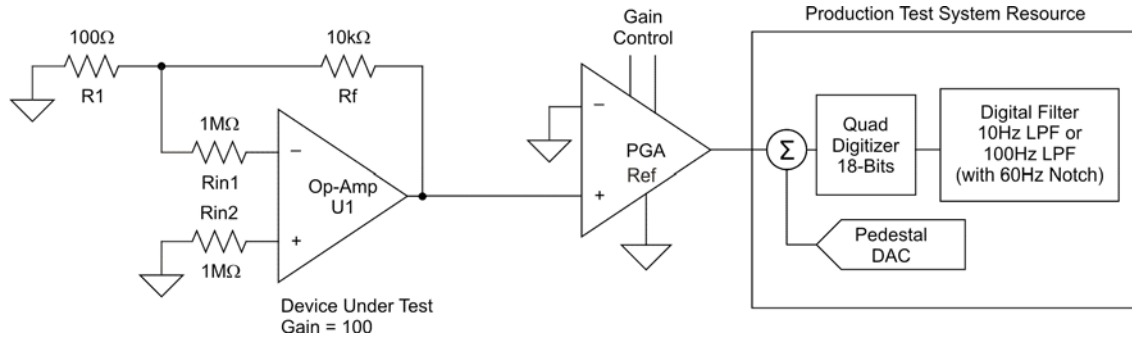 Production Test System Resource
100Ω
R1
10kΩ
Rf
1MΩ
Rin1
−
Op-Amp
U1
Rin2
+
1MΩ
Device Under Test
Gain = 100
Gain
Control
−
PGA
Ref
+
Σ
Quad
Digitizer
18-Bits
Digital Filter
10Hz LPF or
100Hz LPF
(with 60Hz Notch)
Pedestal
DAC